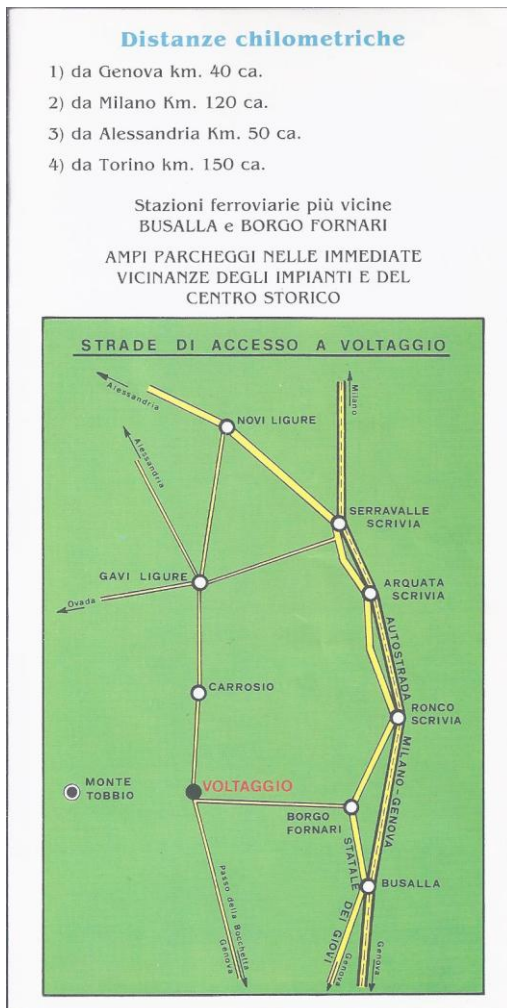 Distanze chilometriche
1) da Genova km. 40 ca.
2) da Milano Km. 120 ca.
3) da Alessandria Km. 50 ca.
4) da Torino km. 150 ca.
Stazioni ferroviarie più vicine
BUSALLA e BORGO FORNARI
AMPI PARCHEGGI NELLE IMMEDIATE
VICINANZE DEGLI IMPIANTI E DEL
CENTRO STORICO
STRADE DI ACCESSO A VOLTAGGIO
Alessandria
Milano
NOVI LIGURE
Alessandria
SERRAVALLE
SCRIVIA
GAVI LIGURE
ARQUATA
SCRIVIA
Ovada
AUTOSTRADA
CARROSIO
RONCO
SCRIVIA
MILANO-GENOVA
MONTE
TOBBIO
VOLTAGGIO
BORGO
FORNARI
STATALE DEI GIOVI
Passo della Bocchetta
Genova
BUSALLA
Genova
Genova